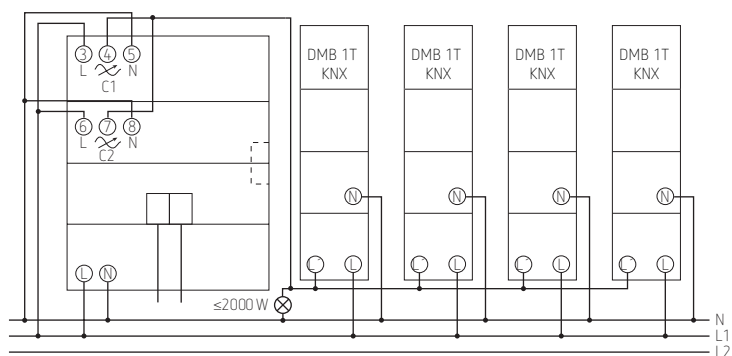 3 4 5
L N
C1
6 7 8
L N
C2
L N
≤2000 W
DMB 1T
KNX
N
L' L
DMB 1T
KNX
N
L' L
DMB 1T
KNX
N
L' L
DMB 1T
KNX
N
L' L
N
L1
L2